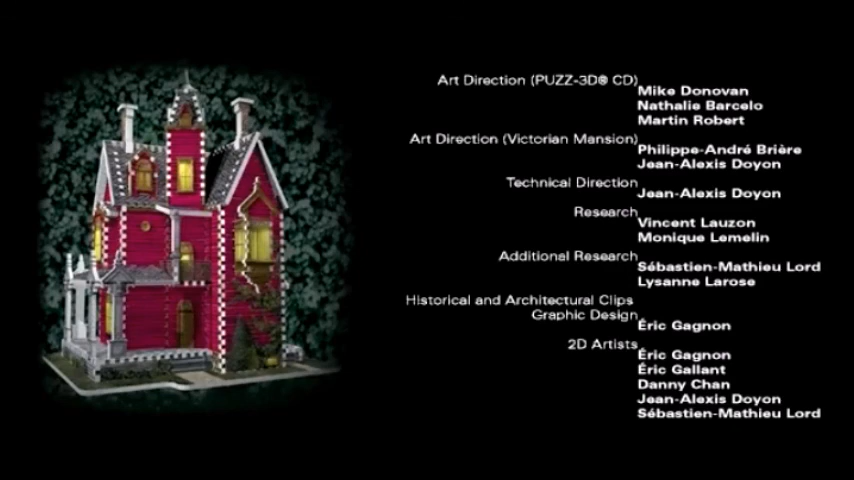 Art Direction (PUZZ-3D® CD)
Mike Donovan
Nathalie Barcelo
Martin Robert
Art Direction (Victorian Mansion)
Philippe-André Brière
Jean-Alexis Doyon
Technical Direction
Jean-Alexis Doyon
Research
Vincent Lauzon
Monique Lemelin
Additional Research
Sébastien-Mathieu Lord
Lysanne Larose
Historical and Architectural Clips
Graphic Design
Éric Gagnon
2D Artists
Éric Gagnon
Éric Gallant
Danny Chan
Jean-Alexis Doyon
Sébastien-Mathieu Lord